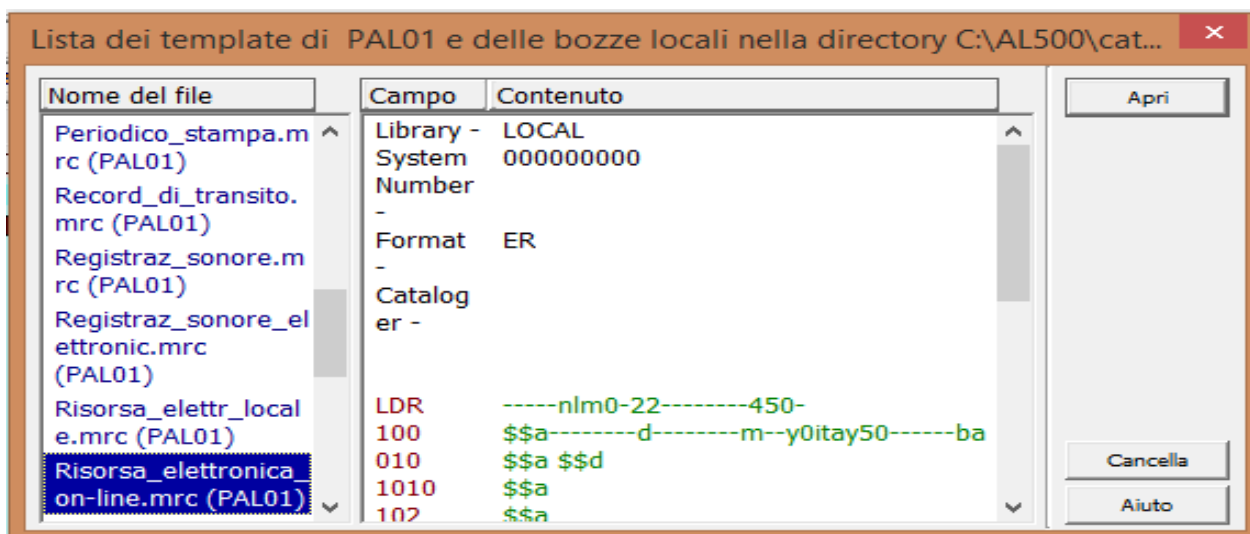 Lista dei template di PAL01 e delle bozze locali nella directory C:\AL500\cat...
Nome del file
Periodico_stampa.m
rc (PAL01)
Record_di_transito.
mrc (PAL01)
Registraz_sonore.m
rc (PAL01)
Registraz_sonore_el
ettronic.mrc
(PAL01)
Risorsa_elettr_local
e.mrc (PAL01)
Risorsa_elettronica_
on-line.mrc (PAL01)
Campo Contenuto
Library - LOCAL
System 000000000
Number
-
Format ER
-
Catalog
er -
LDR -----nlm0-22--------450-
100 $$a--------d--------m--y0itay50------ba
010 $$a $$d
1010 $$a
102 $$a
Apri
Cancella
Aiuto